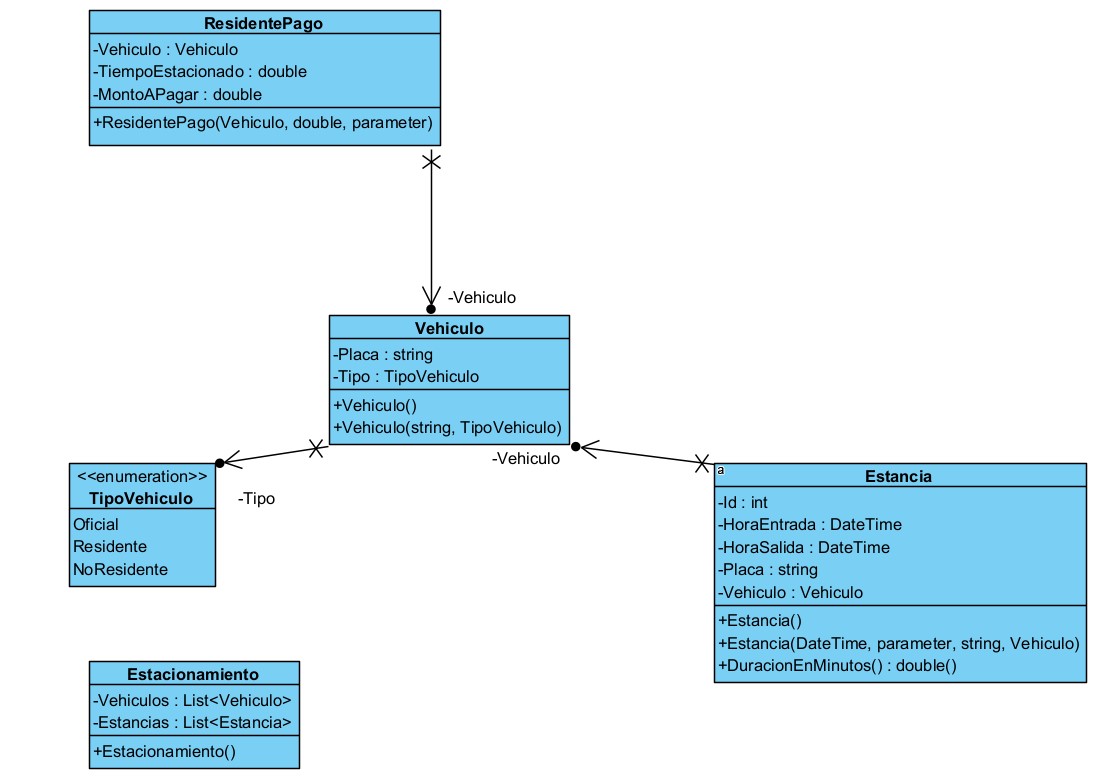 ResidentePago
-Vehiculo : Vehiculo
-TiempoEstacionado : double
-MontoAPagar : double
+ResidentePago(Vehiculo, double, parameter)
-Vehiculo
Vehiculo
-Placa : string
-Tipo : TipoVehiculo
+Vehiculo()
+Vehiculo(string, TipoVehiculo)
-Vehiculo
<<enumeration>>
TipoVehiculo
Oficial
Residente
NoResidente
-Tipo
a
Estancia
-Id : int
-HoraEntrada : DateTime
-HoraSalida : DateTime
-Placa : string
-Vehiculo : Vehiculo
+Estancia()
+Estancia(DateTime, parameter, string, Vehiculo)
+DuracionEnMinutos() : double()
Estacionamiento
-Vehiculos : List<Vehiculo>
-Estancias : List<Estancia>
+Estacionamiento()